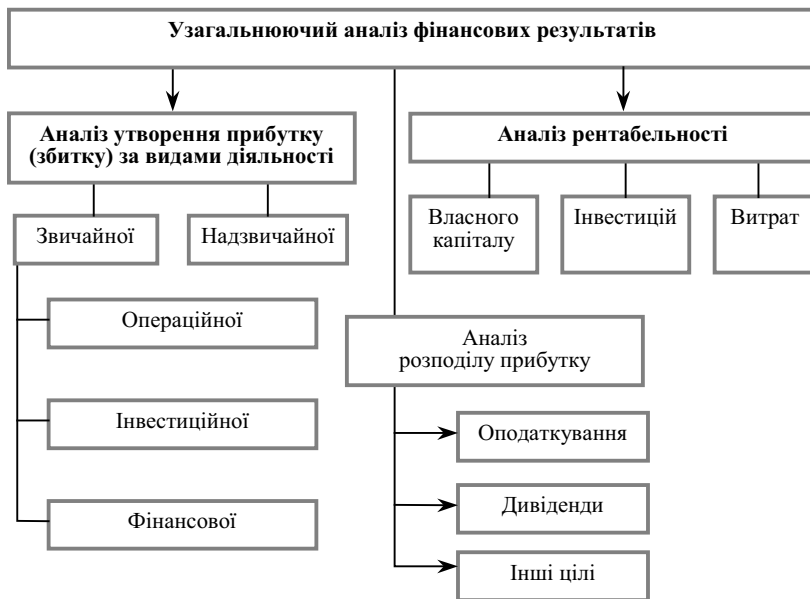 Узагальнюючий аналіз фінансових результатів
Аналіз утворення прибутку
(збитку) за видами діяльності
Аналіз рентабельності
Звичайної
Надзвичайної
Власного
капіталу
Інвестицій
Витрат
Операційної
Інвестиційної
Фінансової
Аналіз
розподілу прибутку
Оподаткування
Дивіденди
Інші цілі